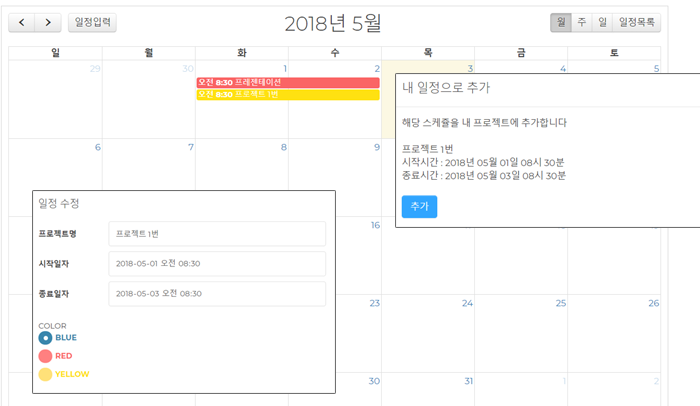 일정입력
2018년 5월
월 주 일 일정목록
일 월 화 수 목 금 토
29 30 1 2 3 4 5
오전 8:30 프레젠테이션
오전 8:30 프로젝트 1번
내 일정으로 추가
해당 스케쥴을 내 프로젝트에 추가합니다
프로젝트 1번
시작시간 : 2018년 05월 01일 08시 30분
종료시간 : 2018년 05월 03일 08시 30분
추가
6 7 8 9
일정 수정
프로젝트명 프로젝트 1번
시작일자 2018-05-01 오전 08:30
종료일자 2018-05-03 오전 08:30
COLOR
BLUE
RED
YELLOW
16
23 24 25 26
30 31 1 2